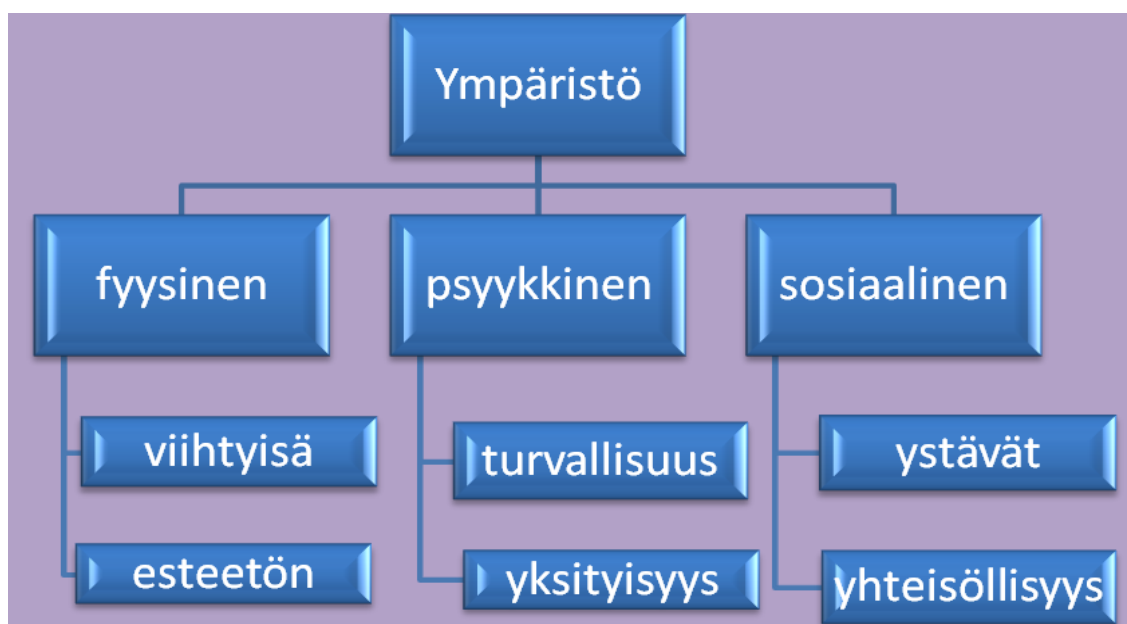 Ympäristö
fyysinen
psyykkinen
sosiaalinen
viihtyisä
turvallisuus
ystävät
esteetön
yksityisyys
yhteisöllisyys